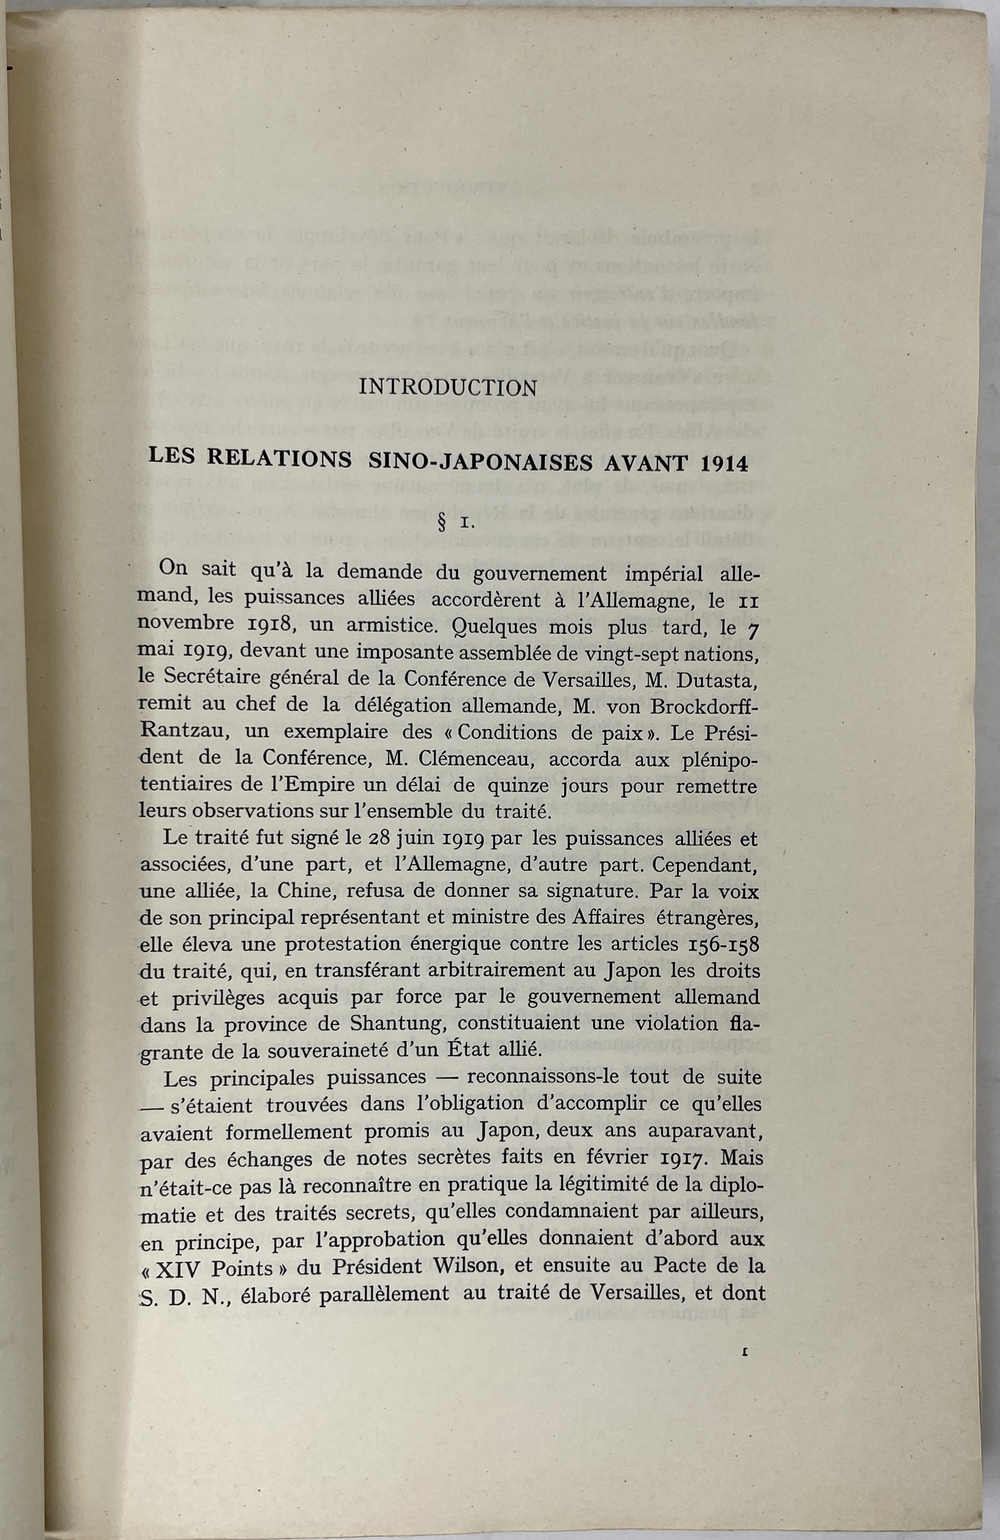 INTRODUCTION
LES RELATIONS SINO-JAPONAISES AVANT 1914
§ 1.
On sait qu'à la demande du gouvernement impérial alle-
mand, les puissances alliées accordèrent à l'Allemagne, le 11
novembre 1918, un armistice. Quelques mois plus tard, le 7
mai 1919, devant une imposante assemblée de vingt-sept nations,
le Secrétaire général de la Conférence de Versailles, M. Dutasta,
remit au chef de la délégation allemande, M. von Brockdorff-
Rantzau, un exemplaire des « Conditions de paix ». Le Prési-
dent de la Conférence, M. Clémenceau, accorda aux plénipo-
tentiaires de l'Empire un délai de quinze jours pour remettre
leurs observations sur l'ensemble du traité.
Le traité fut signé le 28 juin 1919 par les puissances alliées et
associées, d'une part, et l'Allemagne, d'autre part. Cependant,
une alliée, la Chine, refusa de donner sa signature. Par la voix
de son principal représentant et ministre des Affaires étrangères,
elle éleva une protestation énergique contre les articles 156-158
du traité, qui, en transférant arbitrairement au Japon les droits
et privilèges acquis par force par le gouvernement allemand
dans la province de Shantung, constituaient une violation fla-
grante de la souveraineté d'un État allié.
Les principales puissances — reconnaissons-le tout de suite
— s'étaient trouvées dans l'obligation d'accomplir ce qu'elles
avaient formellement promis au Japon, deux ans auparavant,
par des échanges de notes secrètes faits en février 1917. Mais
n'était-ce pas là reconnaître en pratique la légitimité de la diplo-
matie et des traités secrets, qu'elles condamnaient par ailleurs,
en principe, par l'approbation qu'elles donnaient d'abord aux
« XIV Points » du Président Wilson, et ensuite au Pacte de la
S. D. N., élaboré parallèlement au traité de Versailles, et dont
1